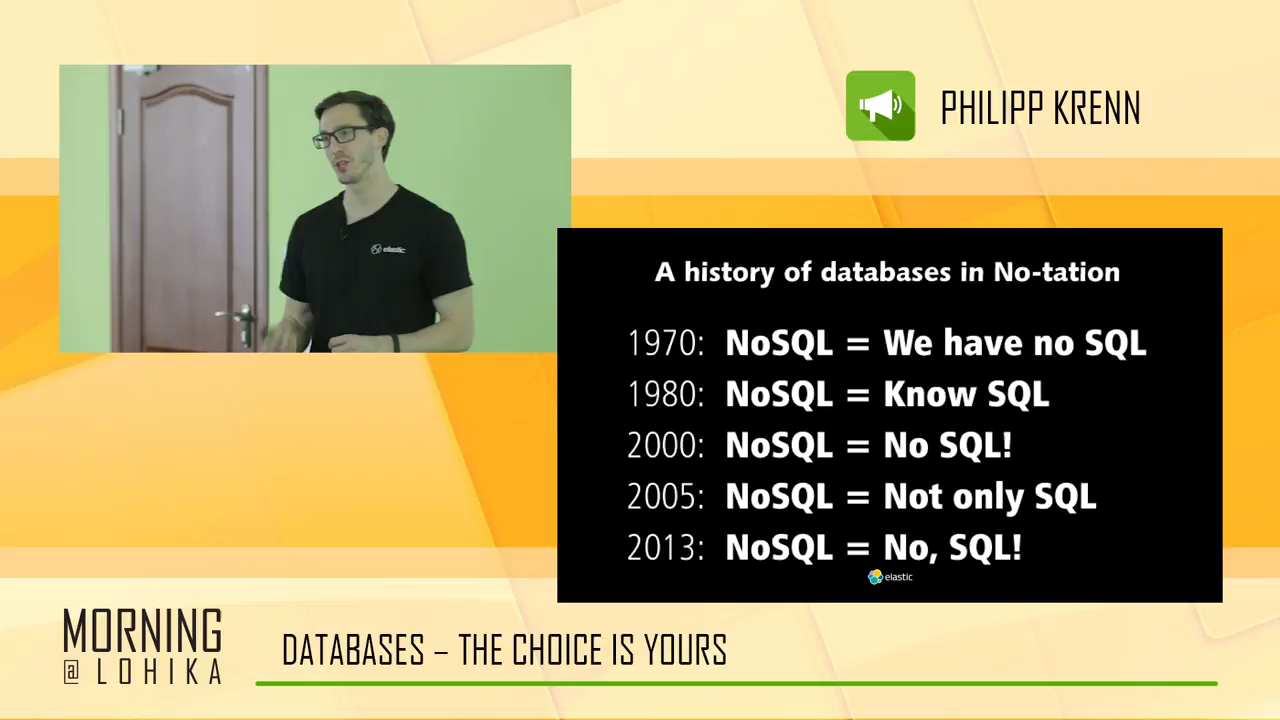 PHILIPP KRENN
elastic
A history of databases in No-tation
1970: NoSQL = We have no SQL
1980: NoSQL = Know SQL
2000: NoSQL = No SQL!
2005: NoSQL = Not only SQL
2013: NoSQL = No, SQL!
elastic
MORNING
@ LOHIKA
DATABASES – THE CHOICE IS YOURS